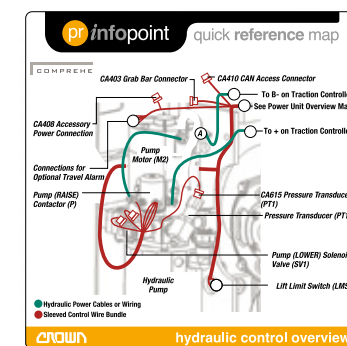 pr infopoint quick reference map
COMPREHE
CA403 Grab Bar Connector
CA410 CAN Access Connector
To B- on Traction Controlle
See Power Unit Overview Ma
CA408 Accessory
Power Connection
A
To + on Traction Controlle
Pump
Motor (M2)
Connections for
Optional Travel Alarm
Pump (RAISE)
Contactor (P)
CA615 Pressure Transduce
(PT1)
Pressure Transducer (PT1
Pump (LOWER) Solenoi
Valve (SV1)
Hydraulic
Pump
Lift Limit Switch (LMS
Hydraulic Power Cables or Wiring
Sleeved Control Wire Bundle
CROWN
hydraulic control overview